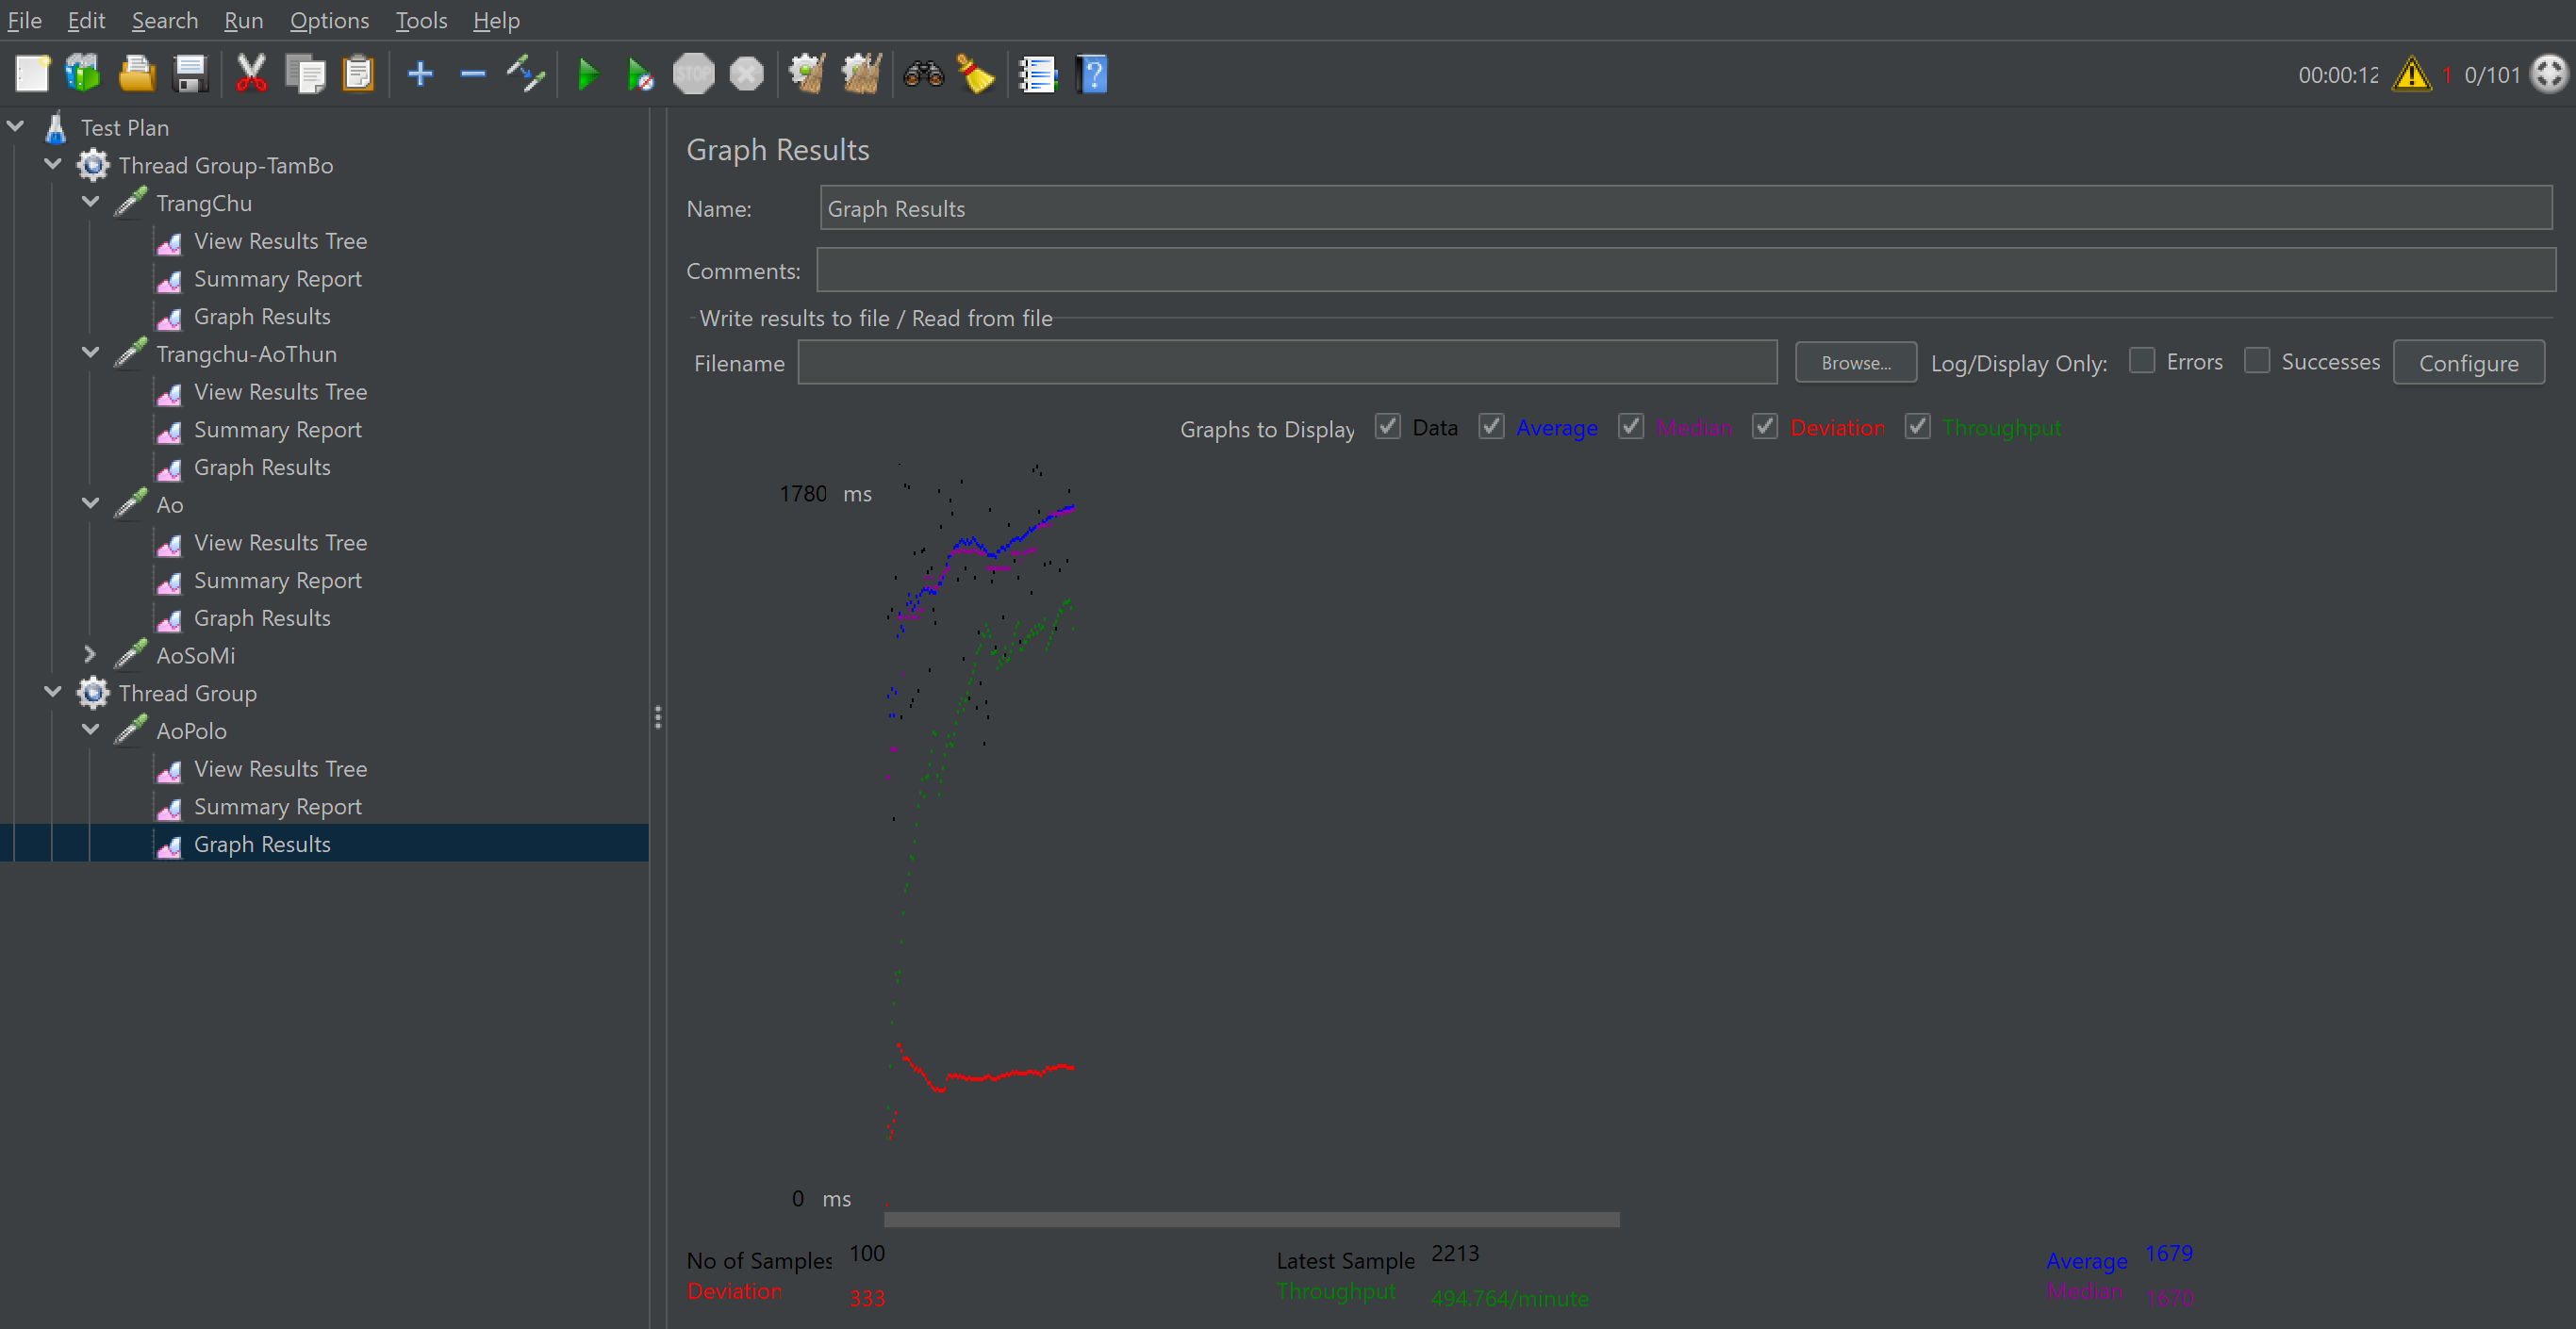 File Edit Search Run Options Tools Help
STOP
00:00:12 1 0/101
Test Plan
Thread Group-TamBo
TrangChu
View Results Tree
Summary Report
Graph Results
Trangchu-AoThun
View Results Tree
Summary Report
Graph Results
Ao
View Results Tree
Summary Report
Graph Results
AoSoMi
Thread Group
AoPolo
View Results Tree
Summary Report
Graph Results
Graph Results
Name: Graph Results
Comments:
Write results to file / Read from file
Filename Browse... Log/Display Only: Errors Successes Configure
Graphs to Display Data Average Median Deviation Throughput
1780 ms
0 ms
No of Samples 100 Latest Sample 2213 Average 1679
Deviation 333 Throughput 494.764/minute Median 1670